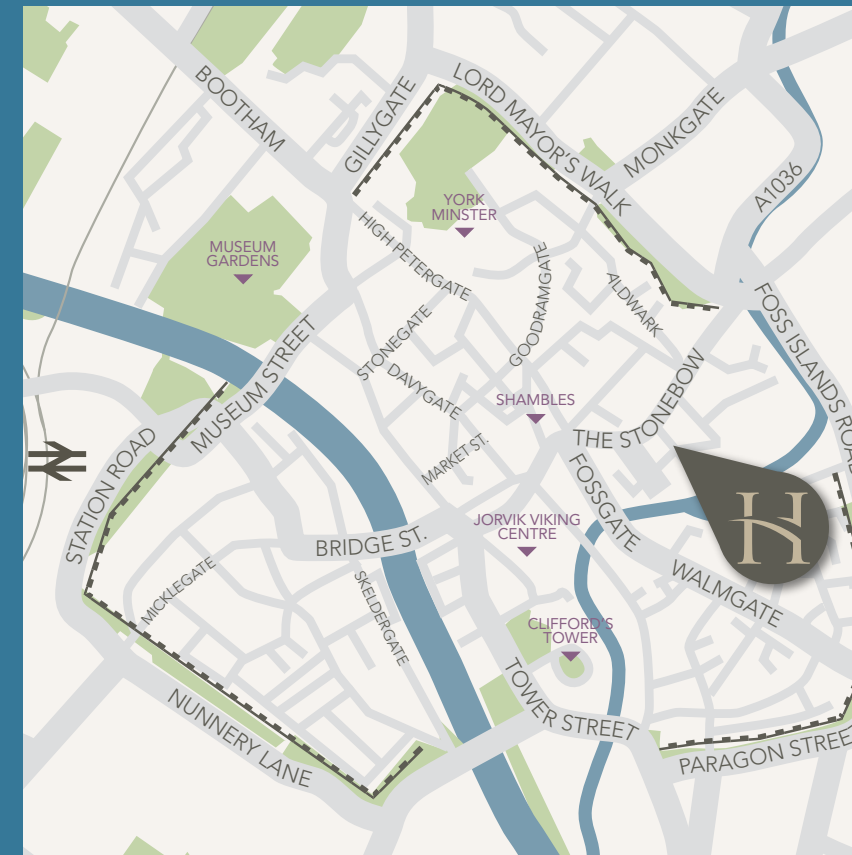 BOOTHAM
GILLYGATE
LORD MAYOR'S WALK
MONKGATE
A1036
YORK
MINSTER
MUSEUM
GARDENS
HIGH PETERGATE
GOODRAMGATE
ALDWARK
FOSS ISLANDS ROAD
STONEGATE
DAVYGATE
MUSEUM STREET
SHAMBLES
THE STONEBOW
MARKET ST.
FOSSGATE
STATION ROAD
H
JORVIK VIKING
CENTRE
BRIDGE ST.
MICKLEGATE
SKELDERGATE
WALMGATE
CLIFFORD'S
TOWER
TOWER STREET
NUNNERY LANE
PARAGON STREET